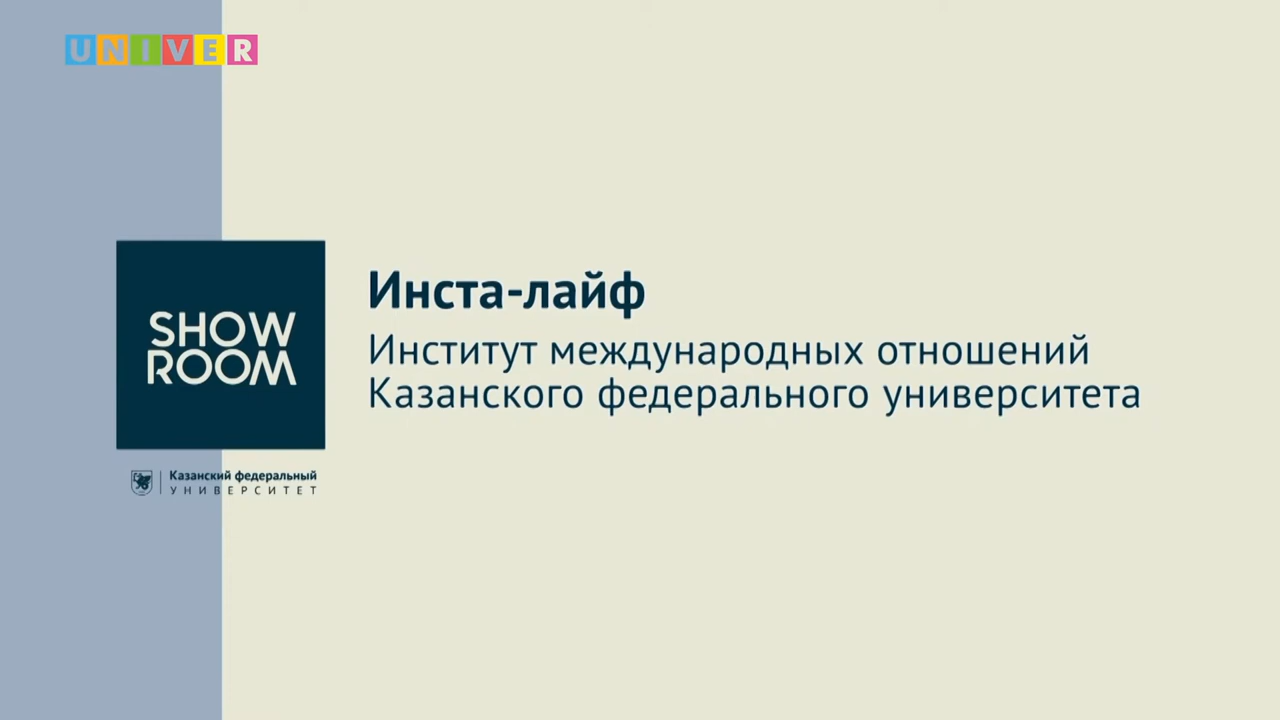 UNIVER
SHOW
ROOM
Инста-лайф
Институт международных отношений
Казанского федерального университета
Казанский федеральный
УНИВЕРСИТЕТ